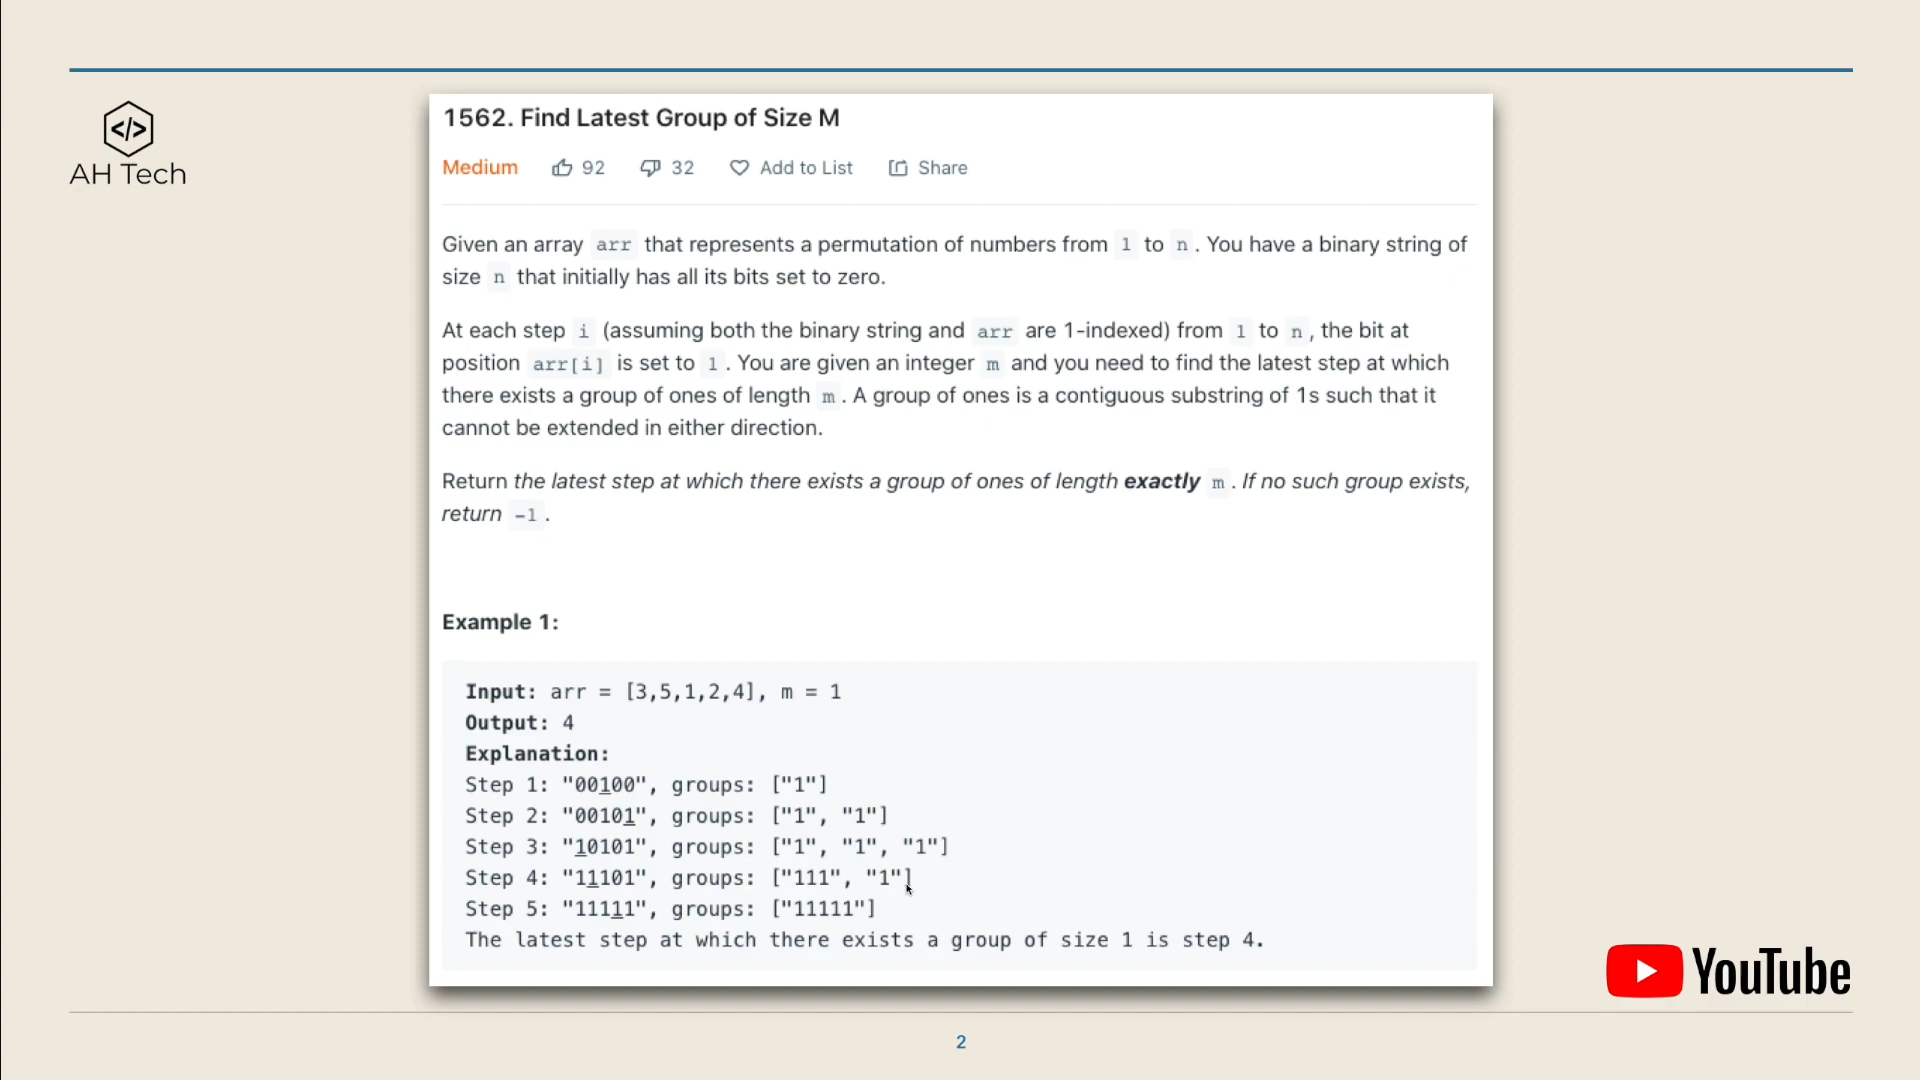 AH Tech
1562. Find Latest Group of Size M
Medium 92 32 Add to List Share
Given an array arr that represents a permutation of numbers from 1 to n. You have a binary string of
size n that initially has all its bits set to zero.
At each step i (assuming both the binary string and arr are 1-indexed) from 1 to n, the bit at
position arr[i] is set to 1. You are given an integer m and you need to find the latest step at which
there exists a group of ones of length m. A group of ones is a contiguous substring of 1s such that it
cannot be extended in either direction.
Return the latest step at which there exists a group of ones of length exactly m. If no such group exists,
return -1.
Example 1:
Input: arr = [3,5,1,2,4], m = 1
Output: 4
Explanation:
Step 1: "00100", groups: ["1"]
Step 2: "00101", groups: ["1", "1"]
Step 3: "10101", groups: ["1", "1", "1"]
Step 4: "11101", groups: ["111", "1"]
Step 5: "11111", groups: ["11111"]
The latest step at which there exists a group of size 1 is step 4.
YouTube
2